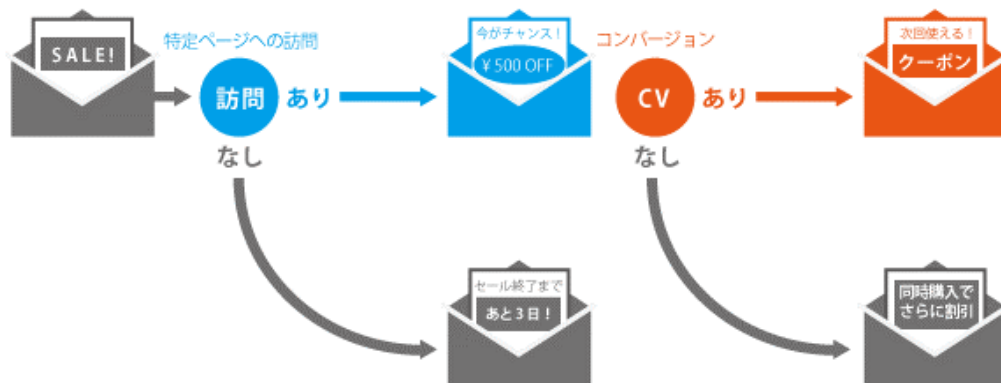 SALE!
特定ページへの訪問
訪問
あり
なし
今がチャンス!
¥500 OFF
コンバージョン
CV
あり
なし
次回使える!
クーポン
セール終了まで
あと3日!
同時購入で
さらに割引